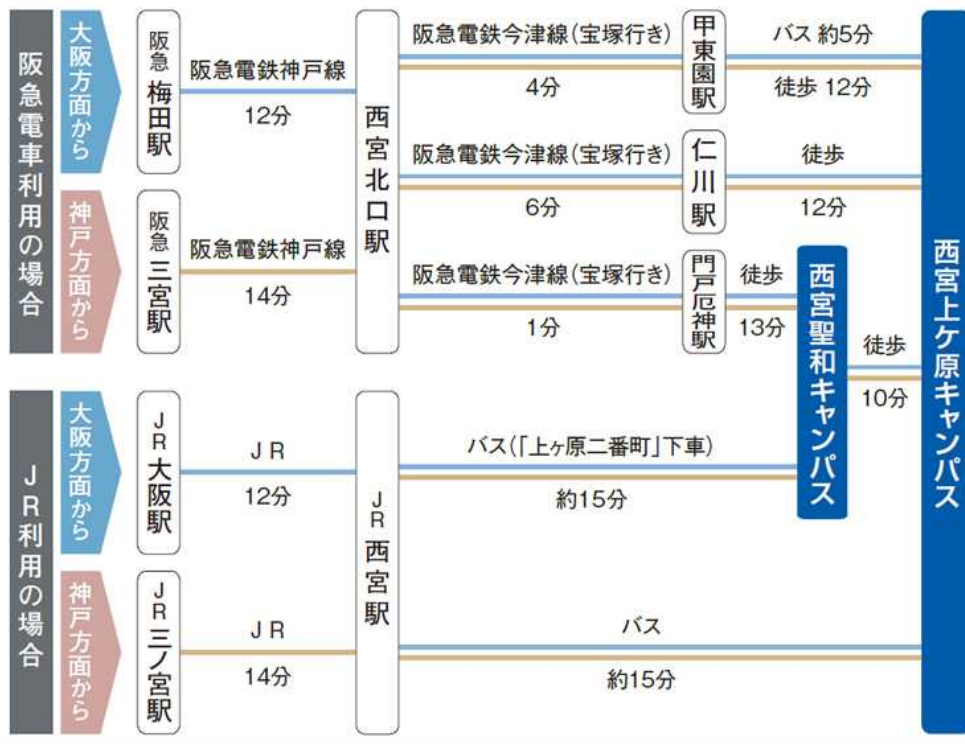 阪急電車利用の場合
大阪方面から
阪急 梅田駅
阪急電鉄神戸線
12分
神戸方面から
阪急 三宮駅
阪急電鉄神戸線
14分
西宮北口駅
阪急電鉄今津線(宝塚行き)
4分
甲東園駅
バス 約5分
徒歩 12分
阪急電鉄今津線(宝塚行き)
6分
仁川駅
徒歩
12分
阪急電鉄今津線(宝塚行き)
1分
門戸厄神駅
徒歩
13分
西宮聖和キャンパス
徒歩
10分
西宮上ケ原キャンパス
JR利用の場合
大阪方面から
JR 大阪駅
JR
12分
神戸方面から
JR 三ノ宮駅
JR
14分
JR 西宮駅
バス(「上ヶ原二番町」下車)
約15分
バス
約15分